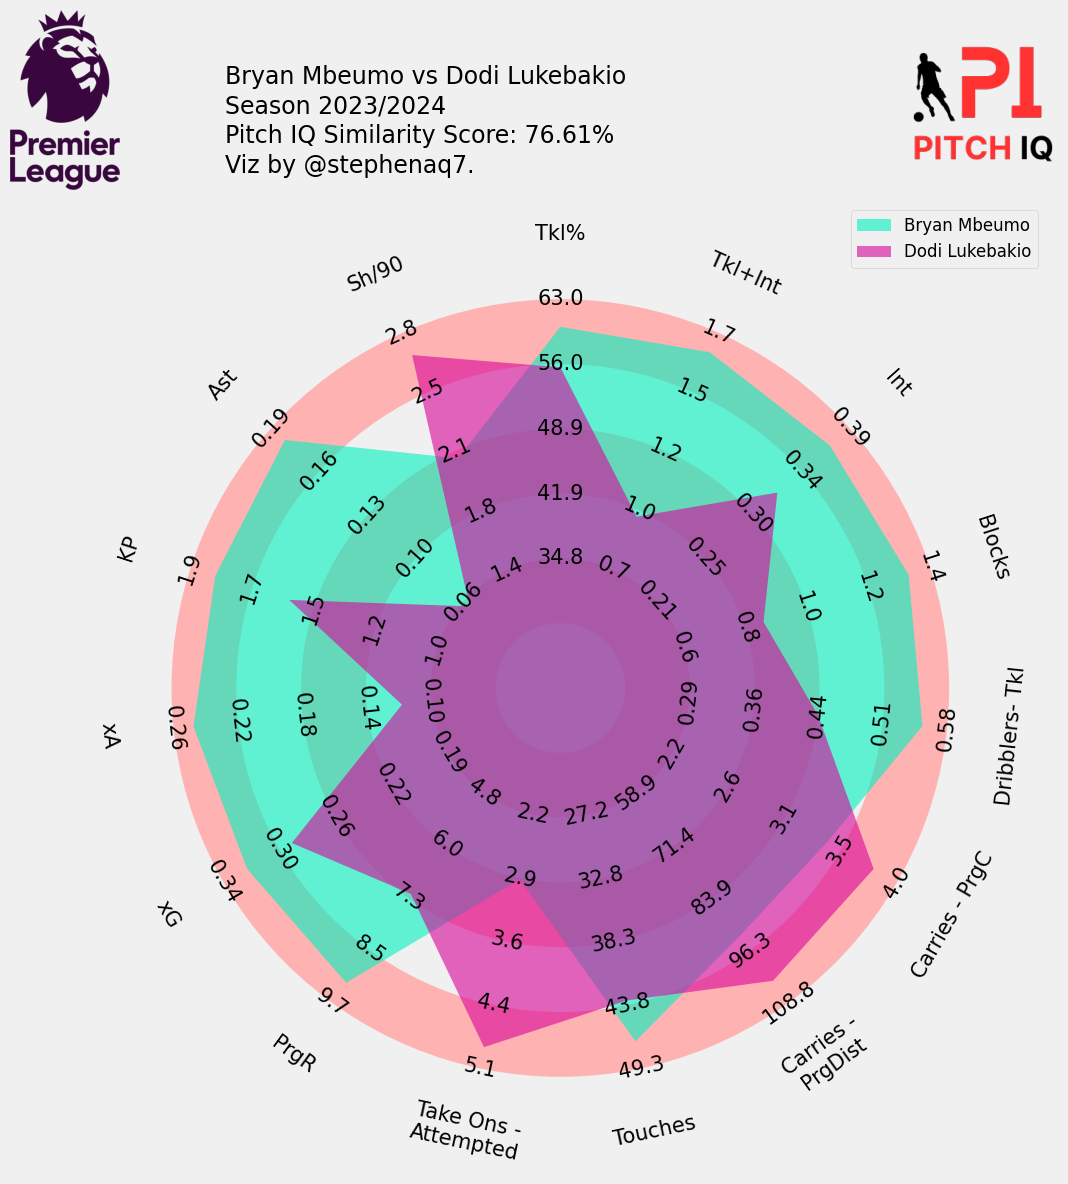 Premier
League
Bryan Mbeumo vs Dodi Lukebakio
Season 2023/2024
Pitch IQ Similarity Score: 76.61%
Viz by @stephenaq7.
PI
PITCH IQ
Bryan Mbeumo
Dodi Lukebakio
Tkl%
34.8
41.9
48.9
56.0
63.0
Tkl+Int
0.7
1.0
1.2
1.5
1.7
Int
0.21
0.25
0.30
0.34
0.39
Blocks
0.6
0.8
1.0
1.2
1.4
Dribblers- Tkl
0.29
0.36
0.44
0.51
0.58
Carries - PrgC
2.2
2.6
3.1
3.5
4.0
Carries -
PrgDist
58.9
71.4
83.9
96.3
108.8
Touches
27.2
32.8
38.3
43.8
49.3
Take Ons -
Attempted
2.2
2.9
3.6
4.4
5.1
PrgR
4.8
6.0
7.3
8.5
9.7
xG
0.19
0.22
0.26
0.30
0.34
xA
0.10
0.14
0.18
0.22
0.26
KP
1.0
1.2
1.5
1.7
1.9
Ast
0.06
0.10
0.13
0.16
0.19
Sh/90
1.4
1.8
2.1
2.5
2.8